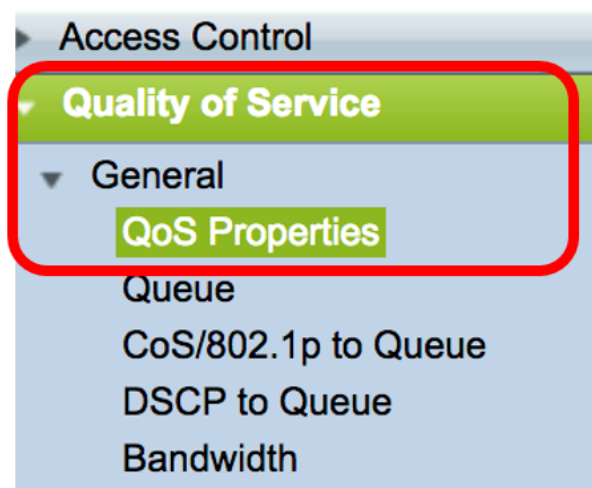 Access Control
Quality of Service
General
QoS Properties
Queue
CoS/802.1p to Queue
DSCP to Queue
Bandwidth